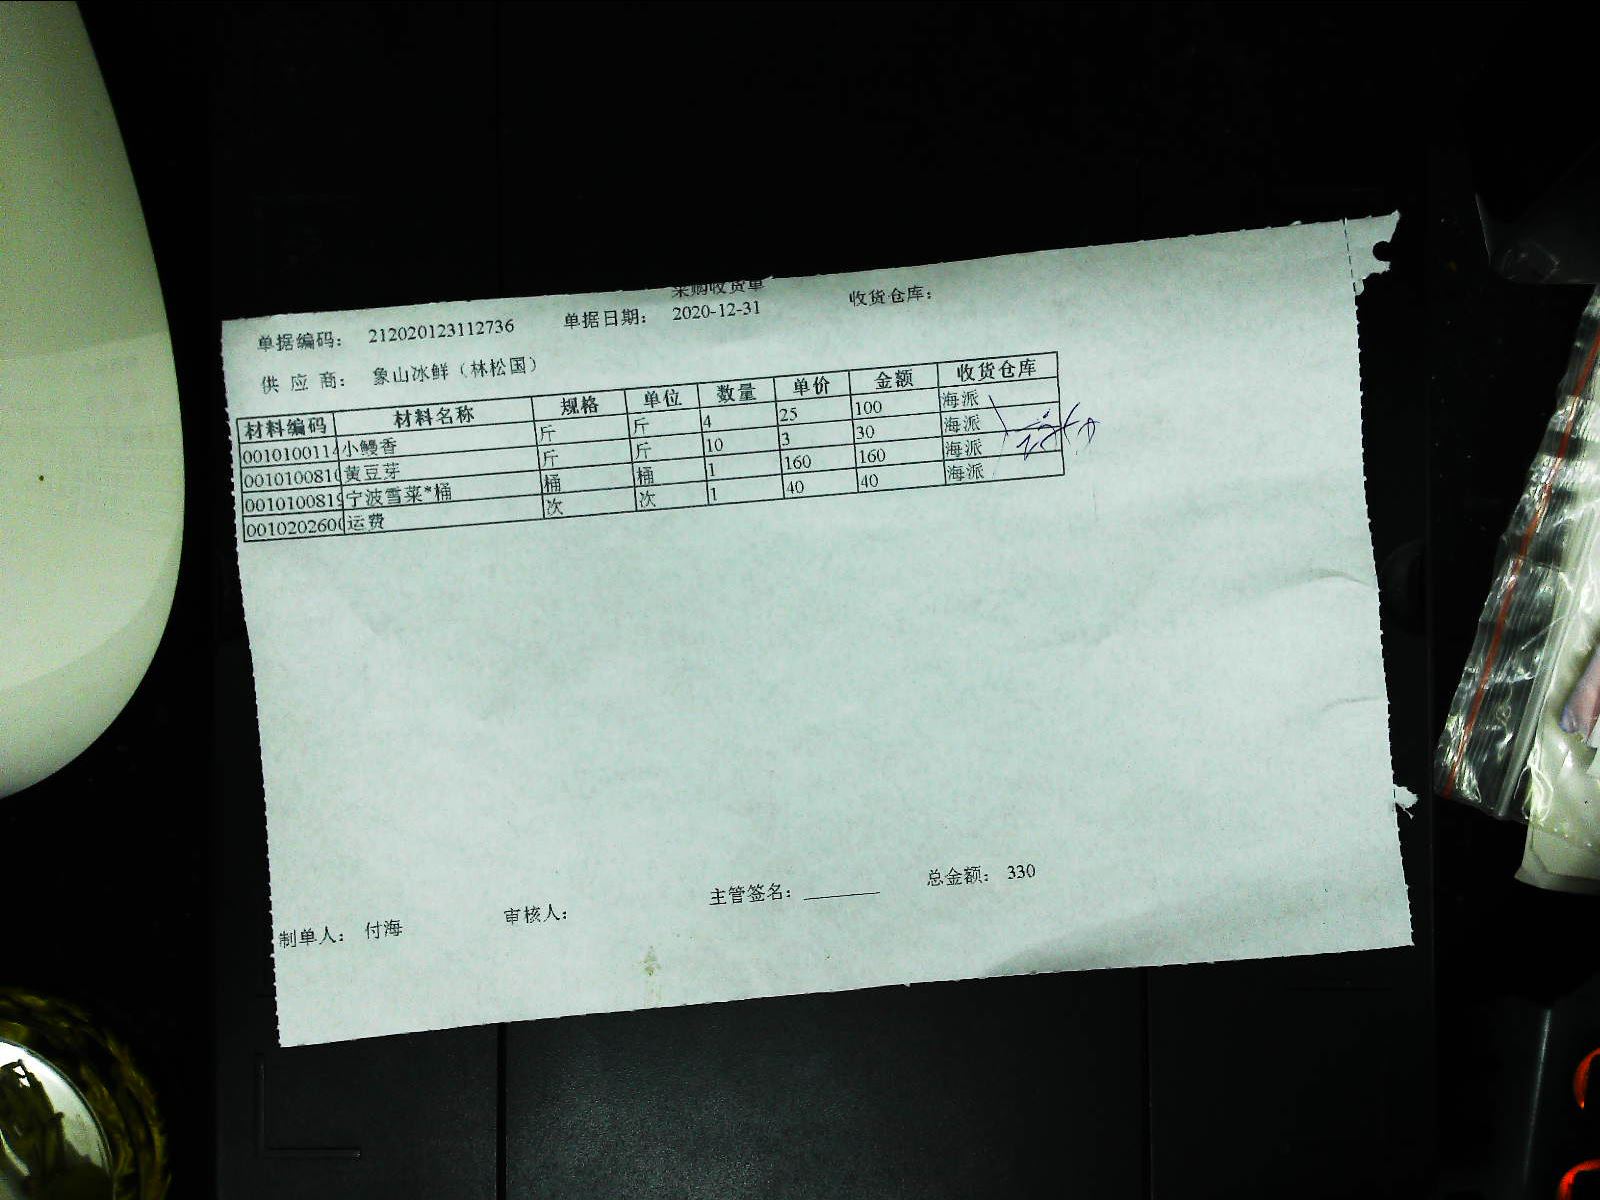 采购收货单
单据编码: 212020123112736 单据日期: 2020-12-31 收货仓库:
供 应 商: 象山冰鲜（林松国）
材料编码 材料名称 规格 单位 数量 单价 金额 收货仓库
001010011 小鳗香 斤 斤 4 25 100 海派
001010081 黄豆芽 斤 斤 10 3 30 海派
001010081 宁波雪菜*桶 桶 桶 1 160 160 海派
001020260 运费 次 次 1 40 40 海派
制单人: 付海 审核人: 主管签名: 总金额: 330